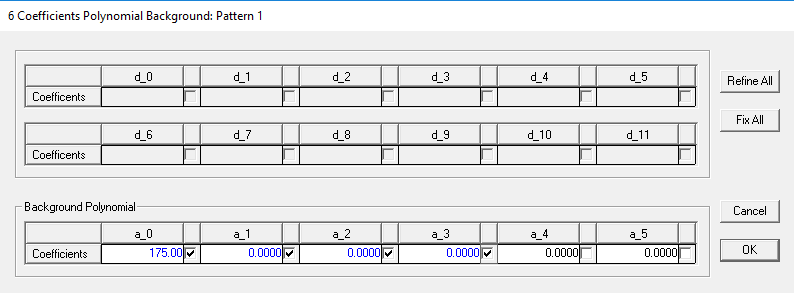 6 Coefficients Polynomial Background: Pattern 1
d_0 d_1 d_2 d_3 d_4 d_5
Coefficents
Refine All
Fix All
d_6 d_7 d_8 d_9 d_10 d_11
Coefficents
Background Polynomial
Cancel
a_0 a_1 a_2 a_3 a_4 a_5
Coefficients 175.00 0.0000 0.0000 0.0000 0.0000 0.0000
OK